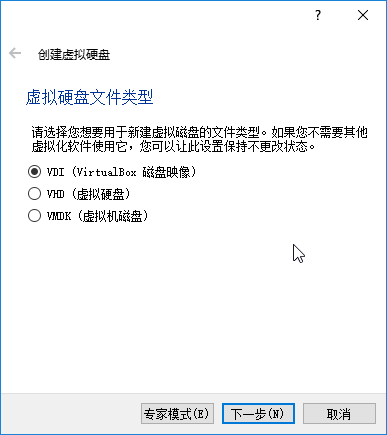 ?
创建虚拟硬盘
虚拟硬盘文件类型
请选择您想要用于新建虚拟磁盘的文件类型。如果您不需要其他
虚拟化软件使用它，您可以让此设置保持不更改状态。
VDI (VirtualBox 磁盘映像)
VHD (虚拟硬盘)
VMDK (虚拟机磁盘)
专家模式(E) 下一步(N) 取消